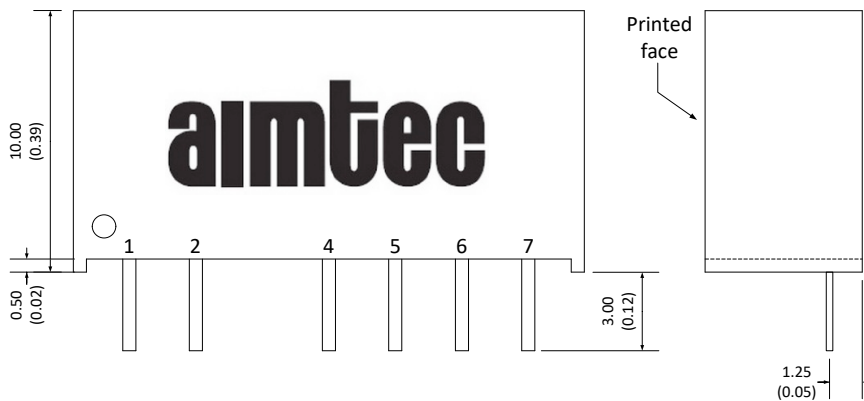 Printed
face
aimtec
10.00
(0.39)
1 2 4 5 6 7
0.50
(0.02)
3.00
(0.12)
1.25
(0.05)